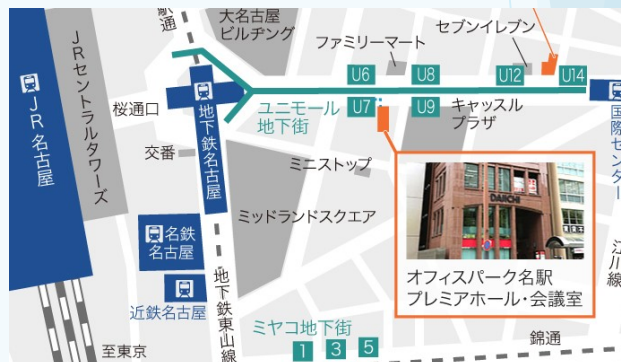 駅通
大名古屋
ビルヂング
ファミリーマート
セブンイレブン
JRセントラルタワーズ
JR名古屋
桜通口
地下鉄名古屋
U6
U8
U12
U14
U7
U9
ユニモール
地下街
キャッスル
プラザ
国際センター
交番
ミニストップ
ミッドランドスクエア
DAIICHI
名鉄
名古屋
近鉄名古屋
地下鉄東山線
オフィスパーク名駅
プレミアホール・会議室
江川線
ミヤコ地下街
1
3
5
錦通
至東京